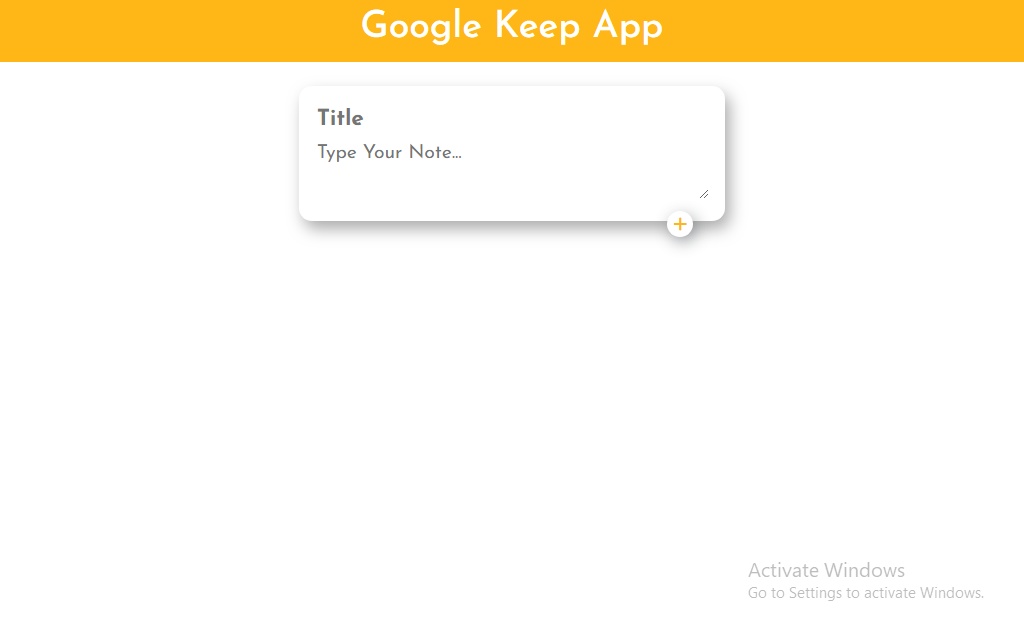 Google Keep App
Title
Type Your Note...
+
Activate Windows
Go to Settings to activate Windows.